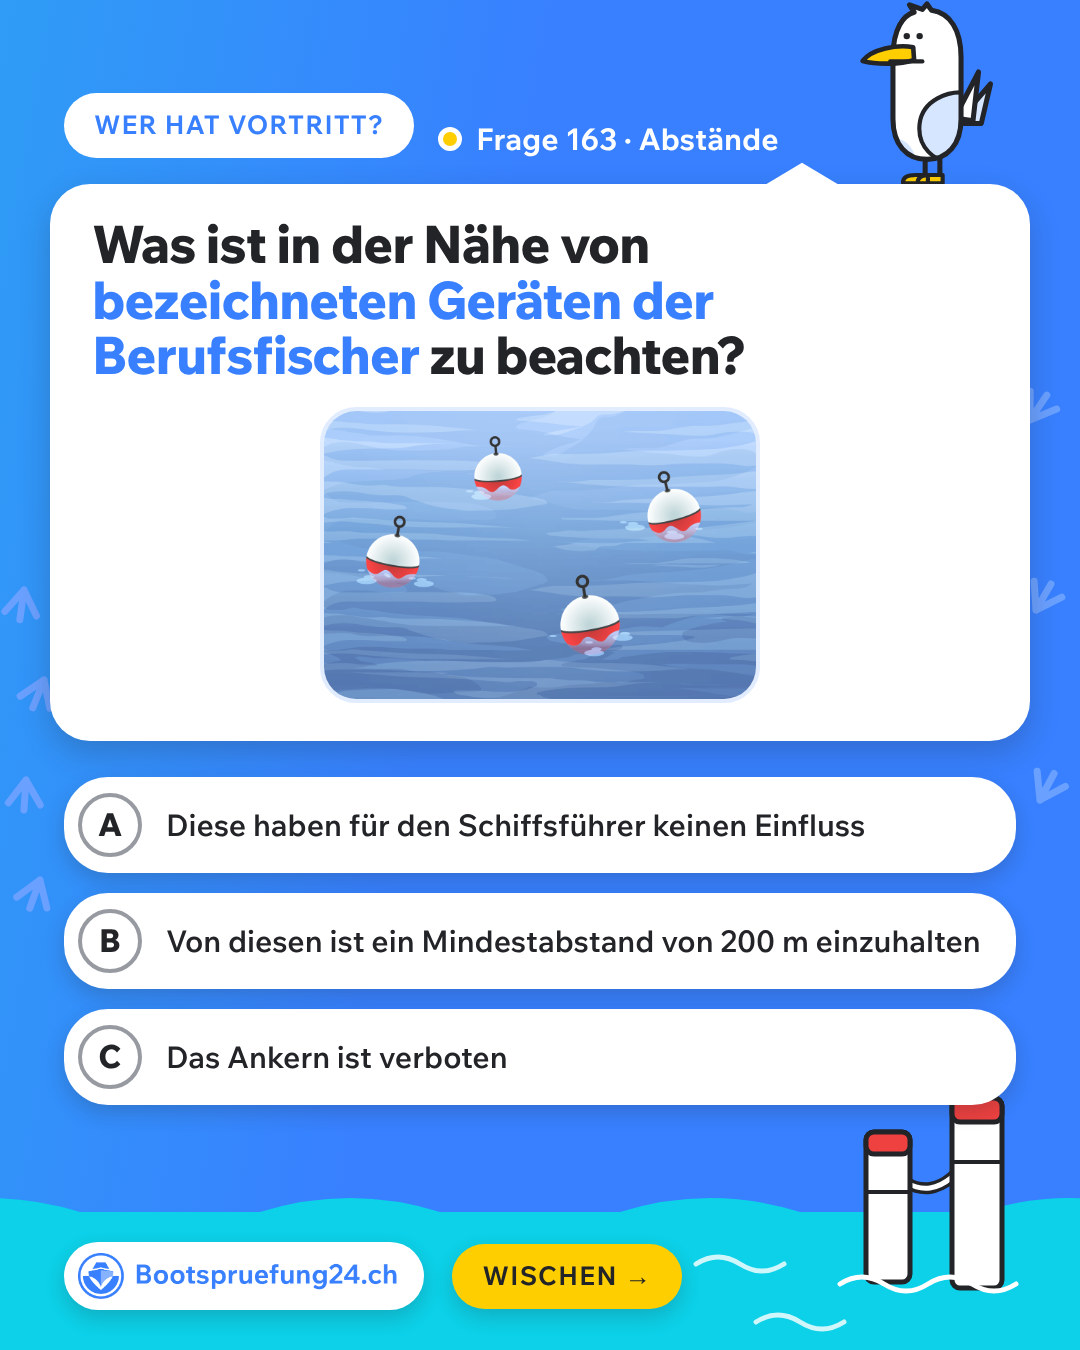 WER HAT VORTRITT?
Frage 163 · Abstände
Was ist in der Nähe von
bezeichneten Geräten der
Berufsfischer zu beachten?
A Diese haben für den Schiffsführer keinen Einfluss
B Von diesen ist ein Mindestabstand von 200 m einzuhalten
C Das Ankern ist verboten
Bootspruefung24.ch
WISCHEN →